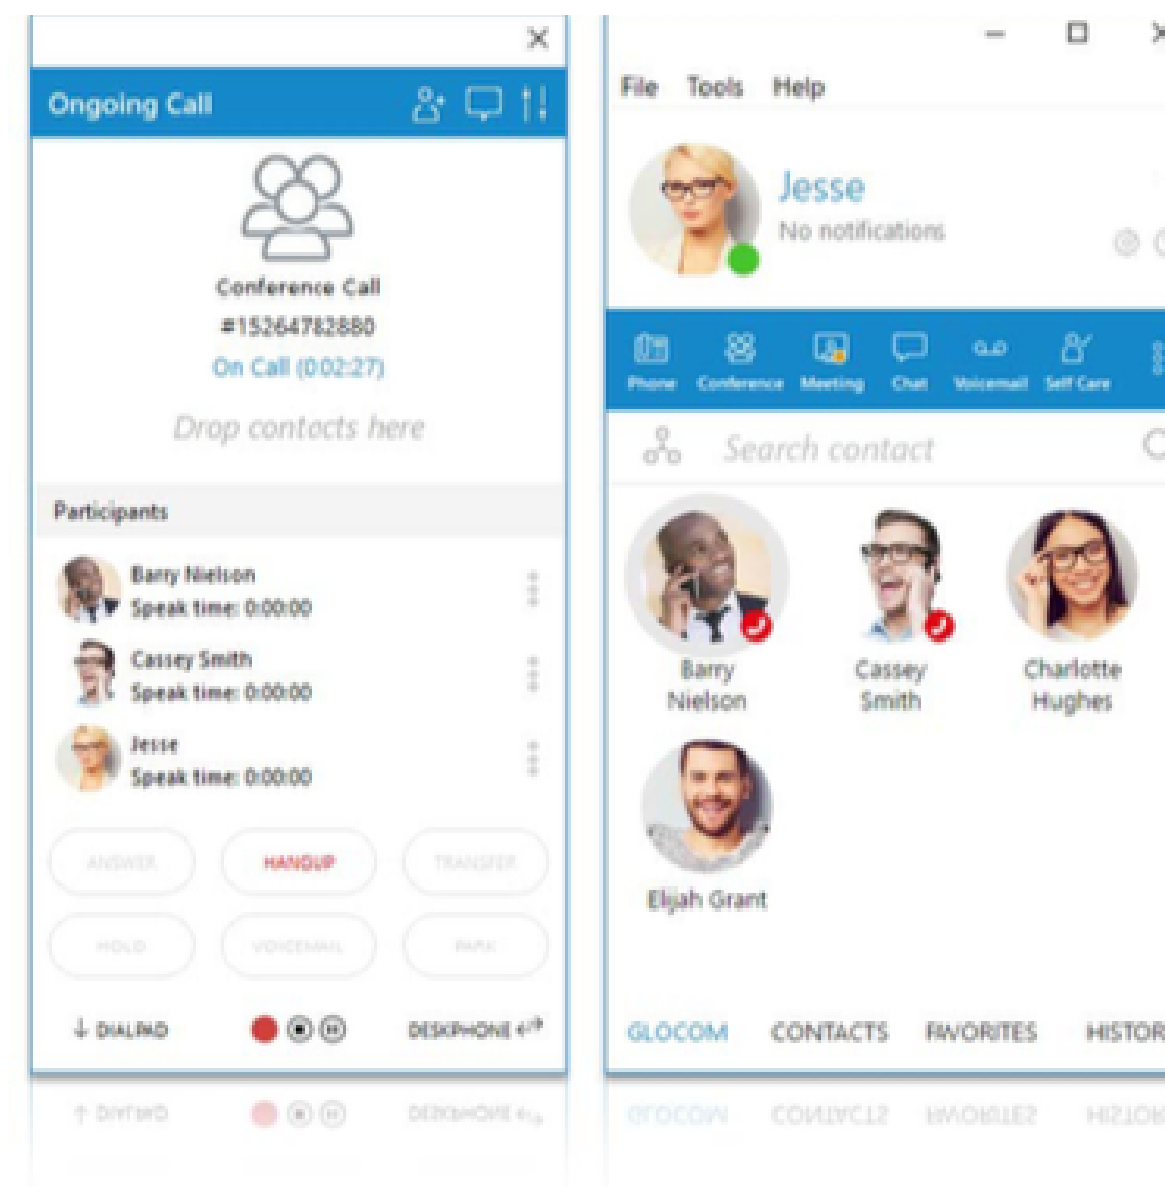 Ongoing Call
Conference Call
#15264782880
On Call (0:02:27)
Drop contacts here
Participants
Barry Nielson
Speak time: 0:00:00
Cassey Smith
Speak time: 0:00:00
Jesse
Speak time: 0:00:00
ANSWER HANGUP TRANSFER
HOLD VOICEMAIL PARK
DIALPAD DESKPHONE
File Tools Help
Jesse
No notifications
Phone Conference Meeting Chat Voicemail Self Care
Search contact
Barry
Nielson
Cassey
Smith
Charlotte
Hughes
Elijah Grant
GLOCOM CONTACTS FAVORITES HISTOR